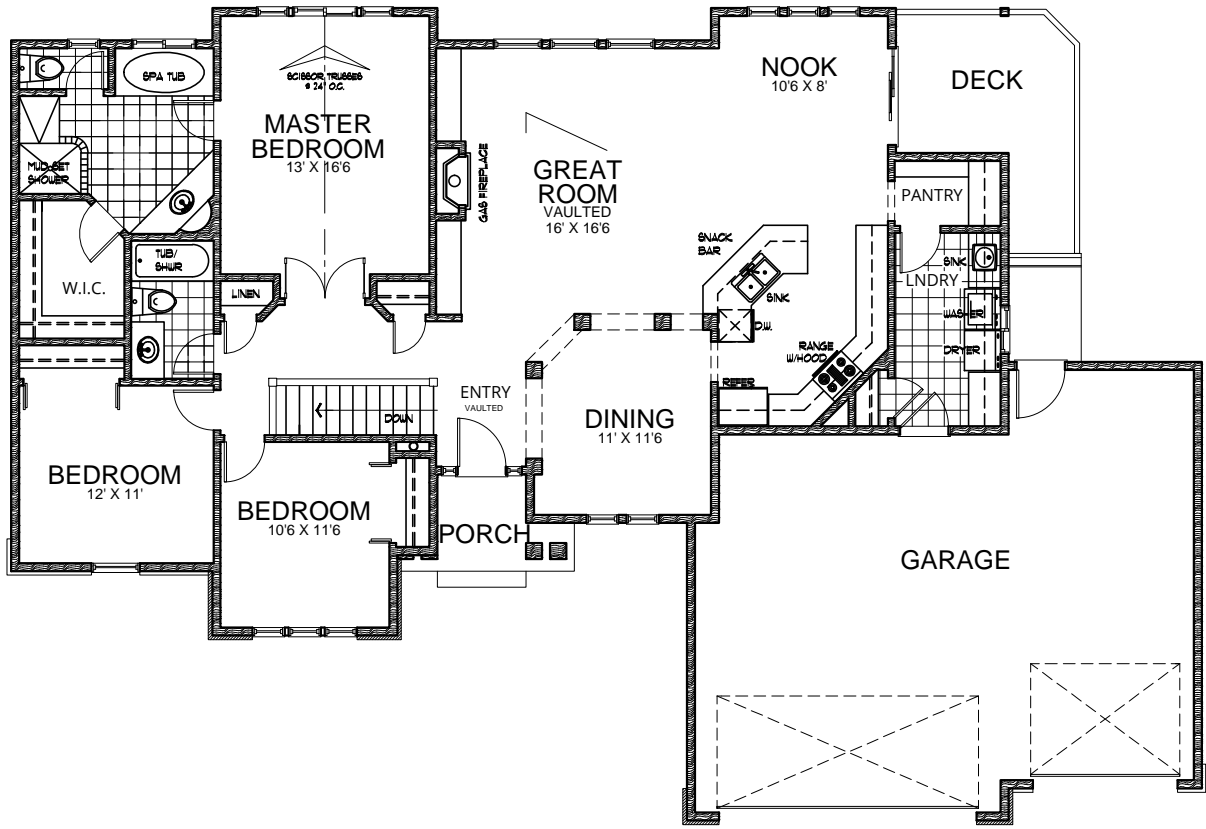 SPA TUB
SCISSOR TRUSSES
@ 24" O.C.
MASTER
BEDROOM
13' X 16'6
MUD-SET
SHOWER
W.I.C.
TUB/
SHWR
LINEN
GAS FIREPLACE
GREAT
ROOM
VAULTED
16' X 16'6
NOOK
10'6 X 8'
DECK
PANTRY
SNACK
BAR
SINK
D.W.
RANGE
W/HOOD
REFER
SINK
LNDRY
WASHER
DRYER
ENTRY
VAULTED
DOWN
DINING
11' X 11'6
BEDROOM
12' X 11'
BEDROOM
10'6 X 11'6
PORCH
GARAGE